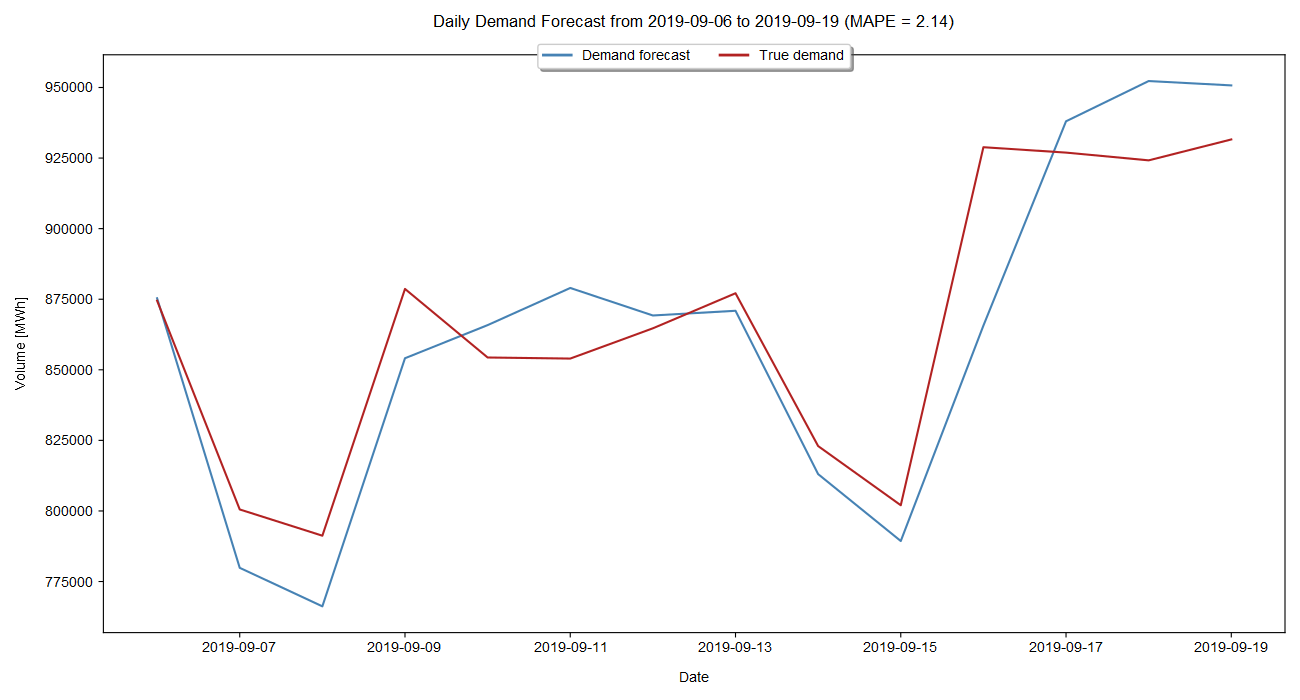 Daily Demand Forecast from 2019-09-06 to 2019-09-19 (MAPE = 2.14)
Demand forecast True demand
950000
925000
900000
875000
850000
825000
800000
775000
Volume [MWh]
2019-09-07 2019-09-09 2019-09-11 2019-09-13 2019-09-15 2019-09-17 2019-09-19
Date